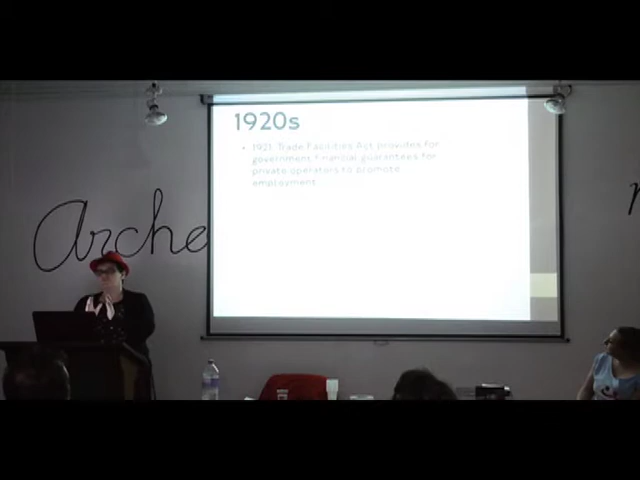 1920s
• 1921 Trade Facilities Act provides for
government financial guarantees for
private operators to promote
employment
Arche